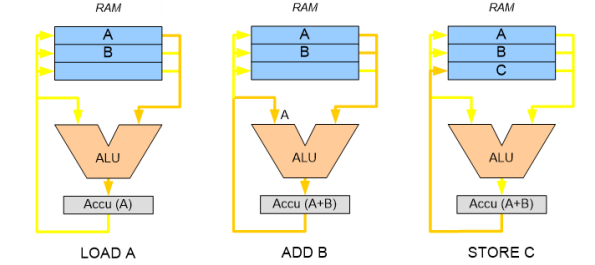 RAM
A
B
ALU
Accu (A)
LOAD A
RAM
A
B
A
ALU
Accu (A+B)
ADD B
RAM
A
B
C
ALU
Accu (A+B)
STORE C